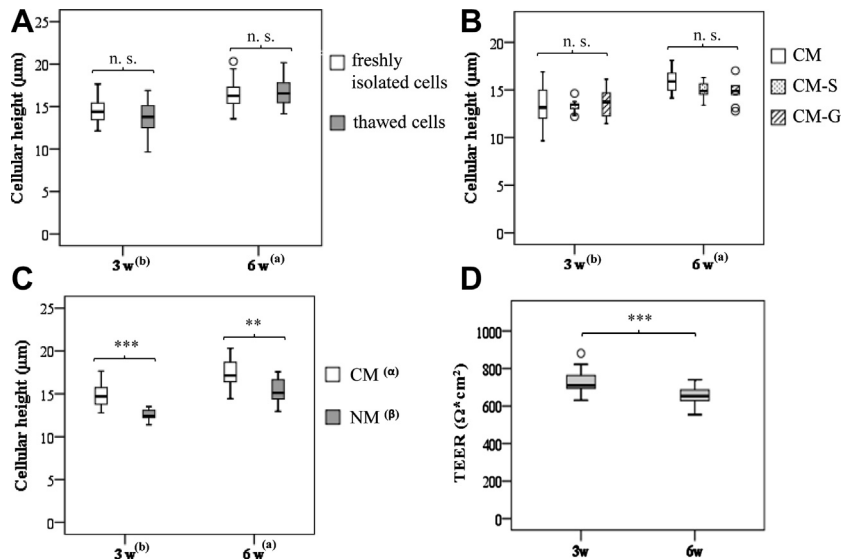 A
Cellular height (μm)
25
20
15
10
5
0
n. s.
n. s.
freshly
isolated cells
thawed cells
3 w(b)
6 w(a)
B
Cellular height (μm)
20
15
10
5
0
n. s.
n. s.
CM
CM-S
CM-G
3 w(b)
6 w(a)
C
Cellular height (μm)
25
20
15
10
5
0
***
**
CM (α)
NM (β)
3 w(b)
6 w(a)
D
TEER (Ω*cm²)
1000
800
600
400
200
0
***
3w
6w